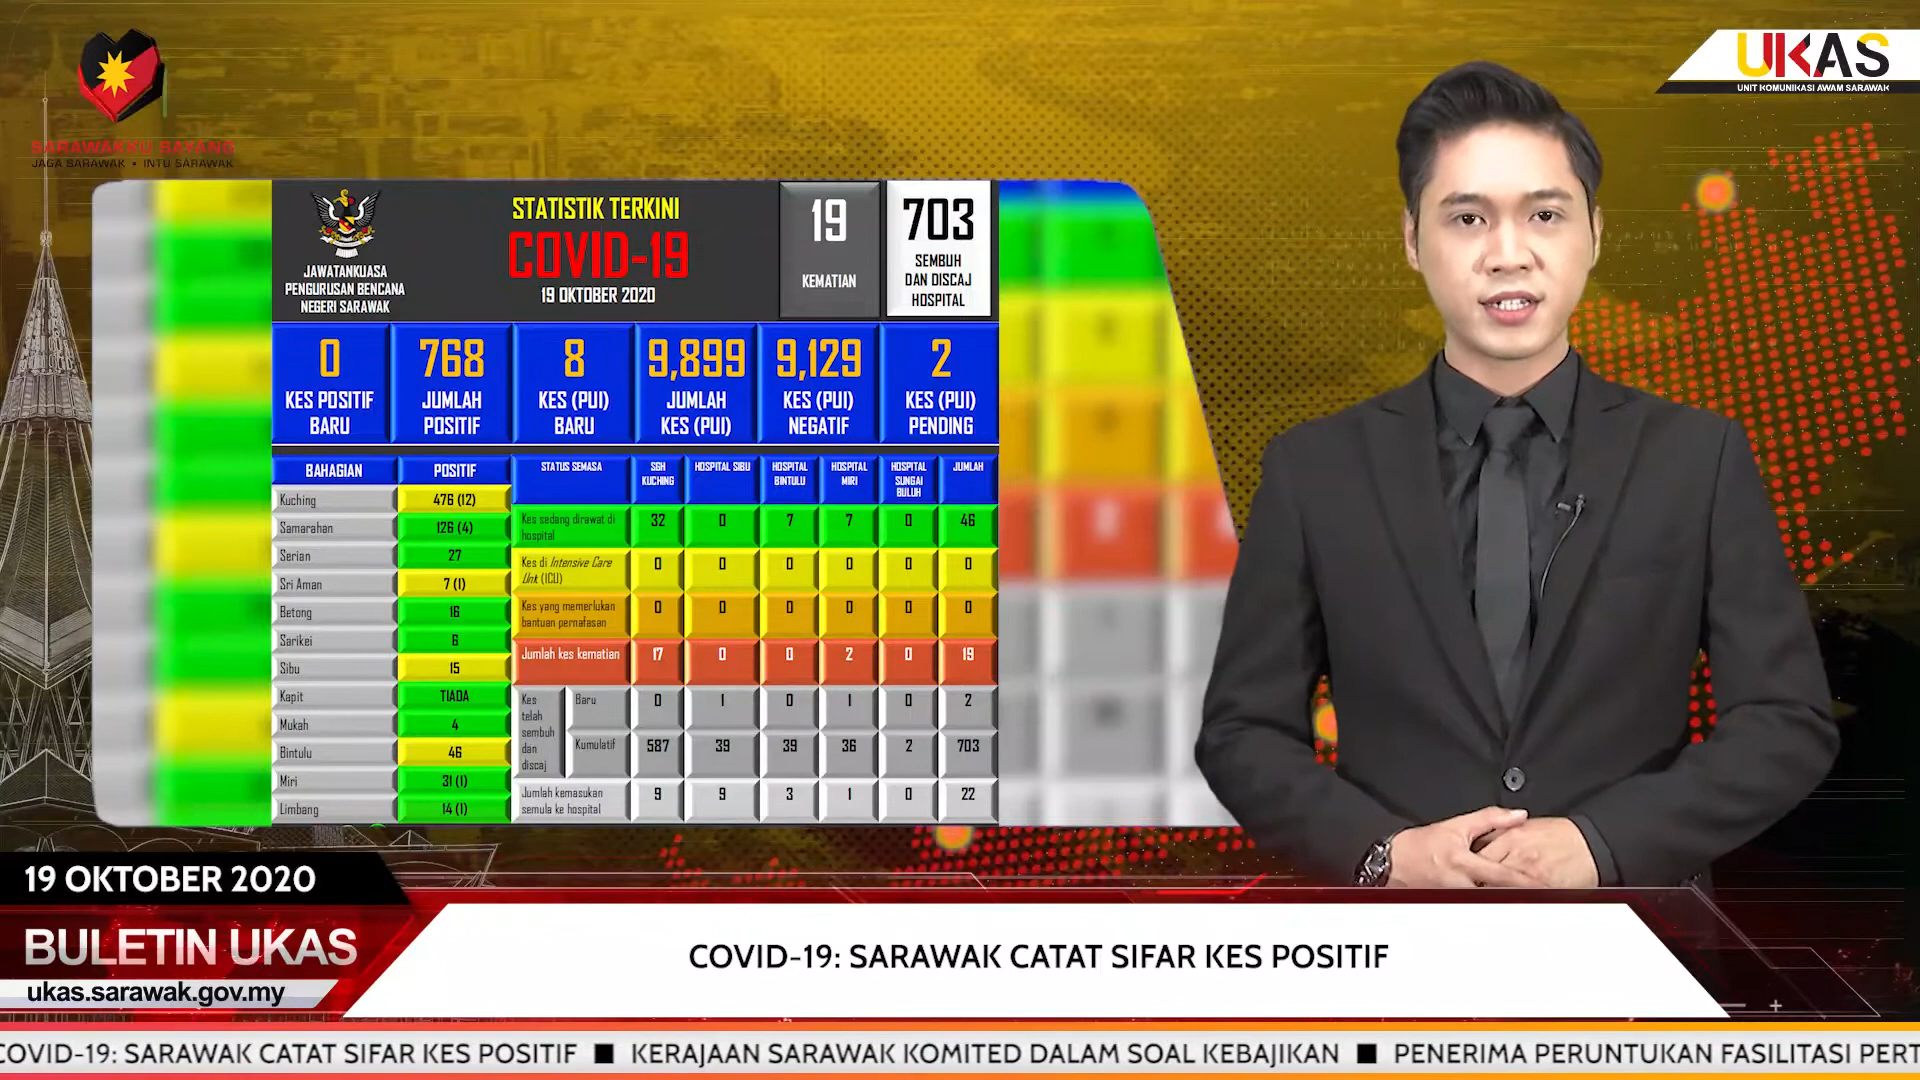 SARAWAKKU SAYANG
JAGA SARAWAK • INTU SARAWAK
UKAS
UNIT KOMUNIKASI AWAM SARAWAK
JAWATANKUASA
PENGURUSAN BENCANA
NEGERI SARAWAK
STATISTIK TERKINI
COVID-19
19 OKTOBER 2020
19
KEMATIAN
703
SEMBUH
DAN DISCAJ
HOSPITAL
0
KES POSITIF
BARU
768
JUMLAH
POSITIF
8
KES (PUI)
BARU
9,899
JUMLAH
KES (PUI)
9,129
KES (PUI)
NEGATIF
2
KES (PUI)
PENDING
BAHAGIAN POSITIF
Kuching 476 (12)
Samarahan 126 (4)
Serian 27
Sri Aman 7 (1)
Betong 16
Sarikei 6
Sibu 15
Kapit TIADA
Mukah 4
Bintulu 46
Miri 31 (1)
Limbang 14 (1)
STATUS SEMASA
SGH
KUCHING
HOSPITAL SIBU
HOSPITAL
BINTULU
HOSPITAL
MIRI
HOSPITAL
SUNGAI
BULUH
JUMLAH
Kes sedang dirawat di
hospital
32 0 7 7 0 46
Kes di Intensive Care
Unit (ICU)
0 0 0 0 0 0
Kes yang memerlukan
bantuan pernafasan
0 0 0 0 0 0
Jumlah kes kematian 17 0 0 2 0 19
Kes
telah
sembuh
dan
discaj
Baru 0 1 0 1 0 2
Kumulatif 587 39 39 36 2 703
Jumlah kemasukan
semula ke hospital
9 9 3 1 0 22
19 OKTOBER 2020
BULETIN UKAS
ukas.sarawak.gov.my
COVID-19: SARAWAK CATAT SIFAR KES POSITIF
COVID-19: SARAWAK CATAT SIFAR KES POSITIF ■ KERAJAAN SARAWAK KOMITED DALAM SOAL KEBAJIKAN ■ PENERIMA PERUNTUKAN FASILITASI PERT